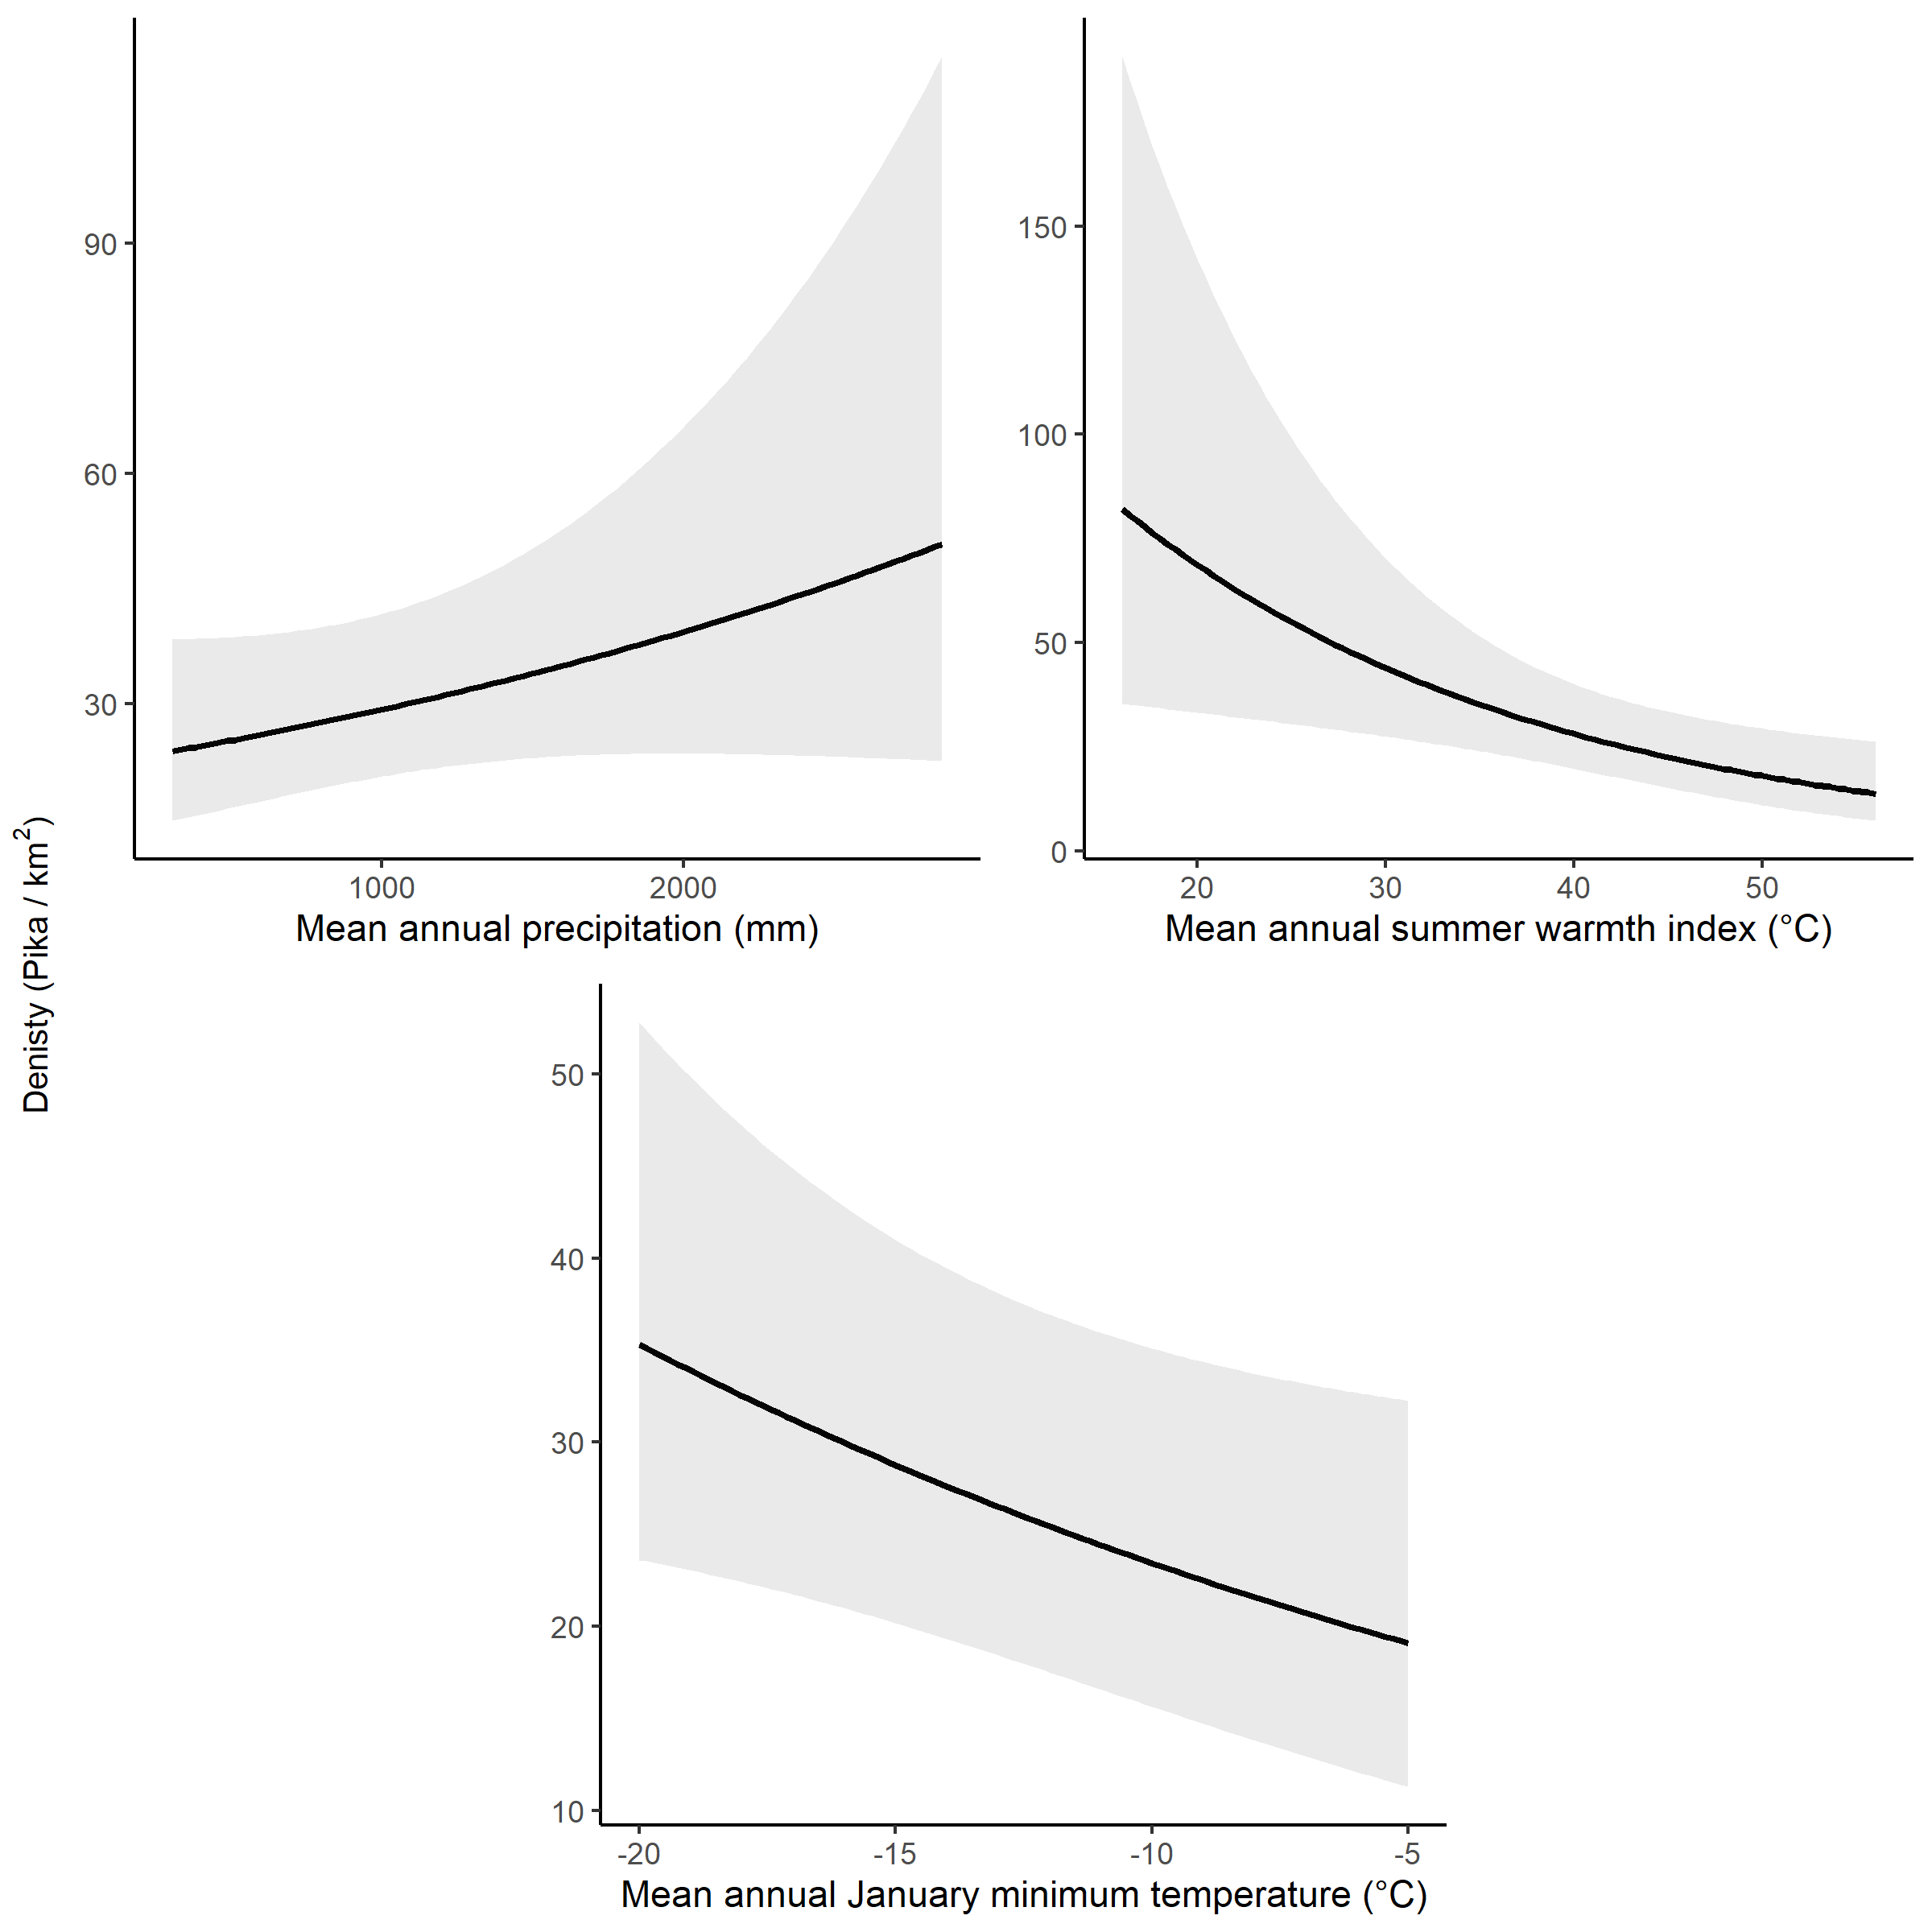 Denisty (Pika / km²)
90
60
30
1000 2000
Mean annual precipitation (mm)
150
100
50
0
20 30 40 50
Mean annual summer warmth index (°C)
50
40
30
20
10
-20 -15 -10 -5
Mean annual January minimum temperature (°C)